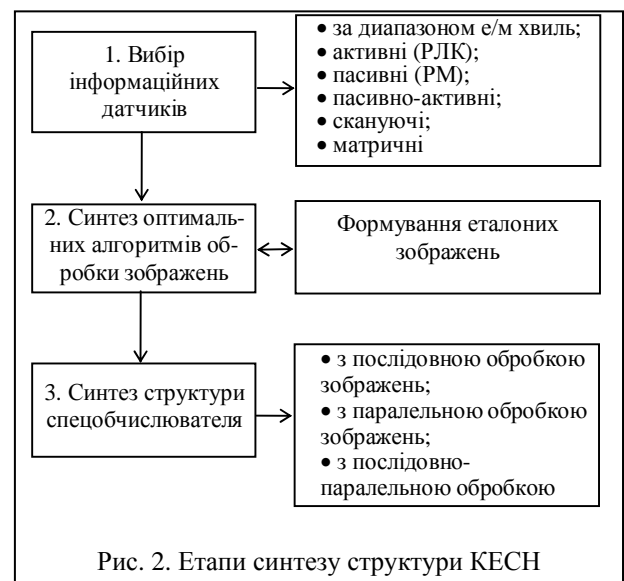 1. Вибір
інформаційних
датчиків
• за диапазоном е/м хвиль;
• активні (РЛК);
• пасивні (РМ);
• пасивно-активні;
• скануючі;
• матричні
2. Синтез оптималь-
них алгоритмів об-
робки зображень
Формування еталоних
зображень
3. Синтез структури
спецобчислювателя
• з послідовною обробкою
зображень;
• з паралельною обробкою
зображень;
• з послідовно-
паралельною обробкою
Рис. 2. Етапи синтезу структури КЕСН